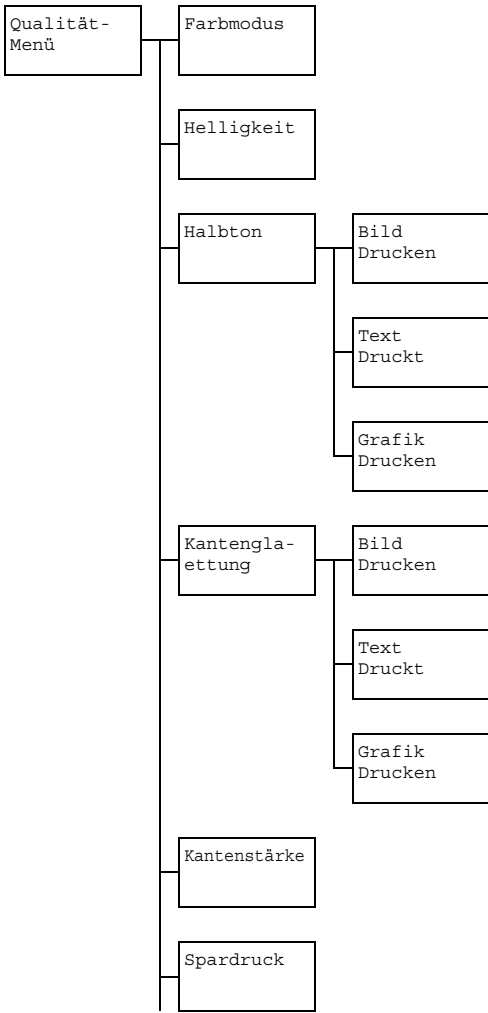 Qualität-
Menü
Farbmodus
Helligkeit
Halbton
Bild
Drucken
Text
Druckt
Grafik
Drucken
Kantengla-
ettung
Bild
Drucken
Text
Druckt
Grafik
Drucken
Kantenstärke
Spardruck